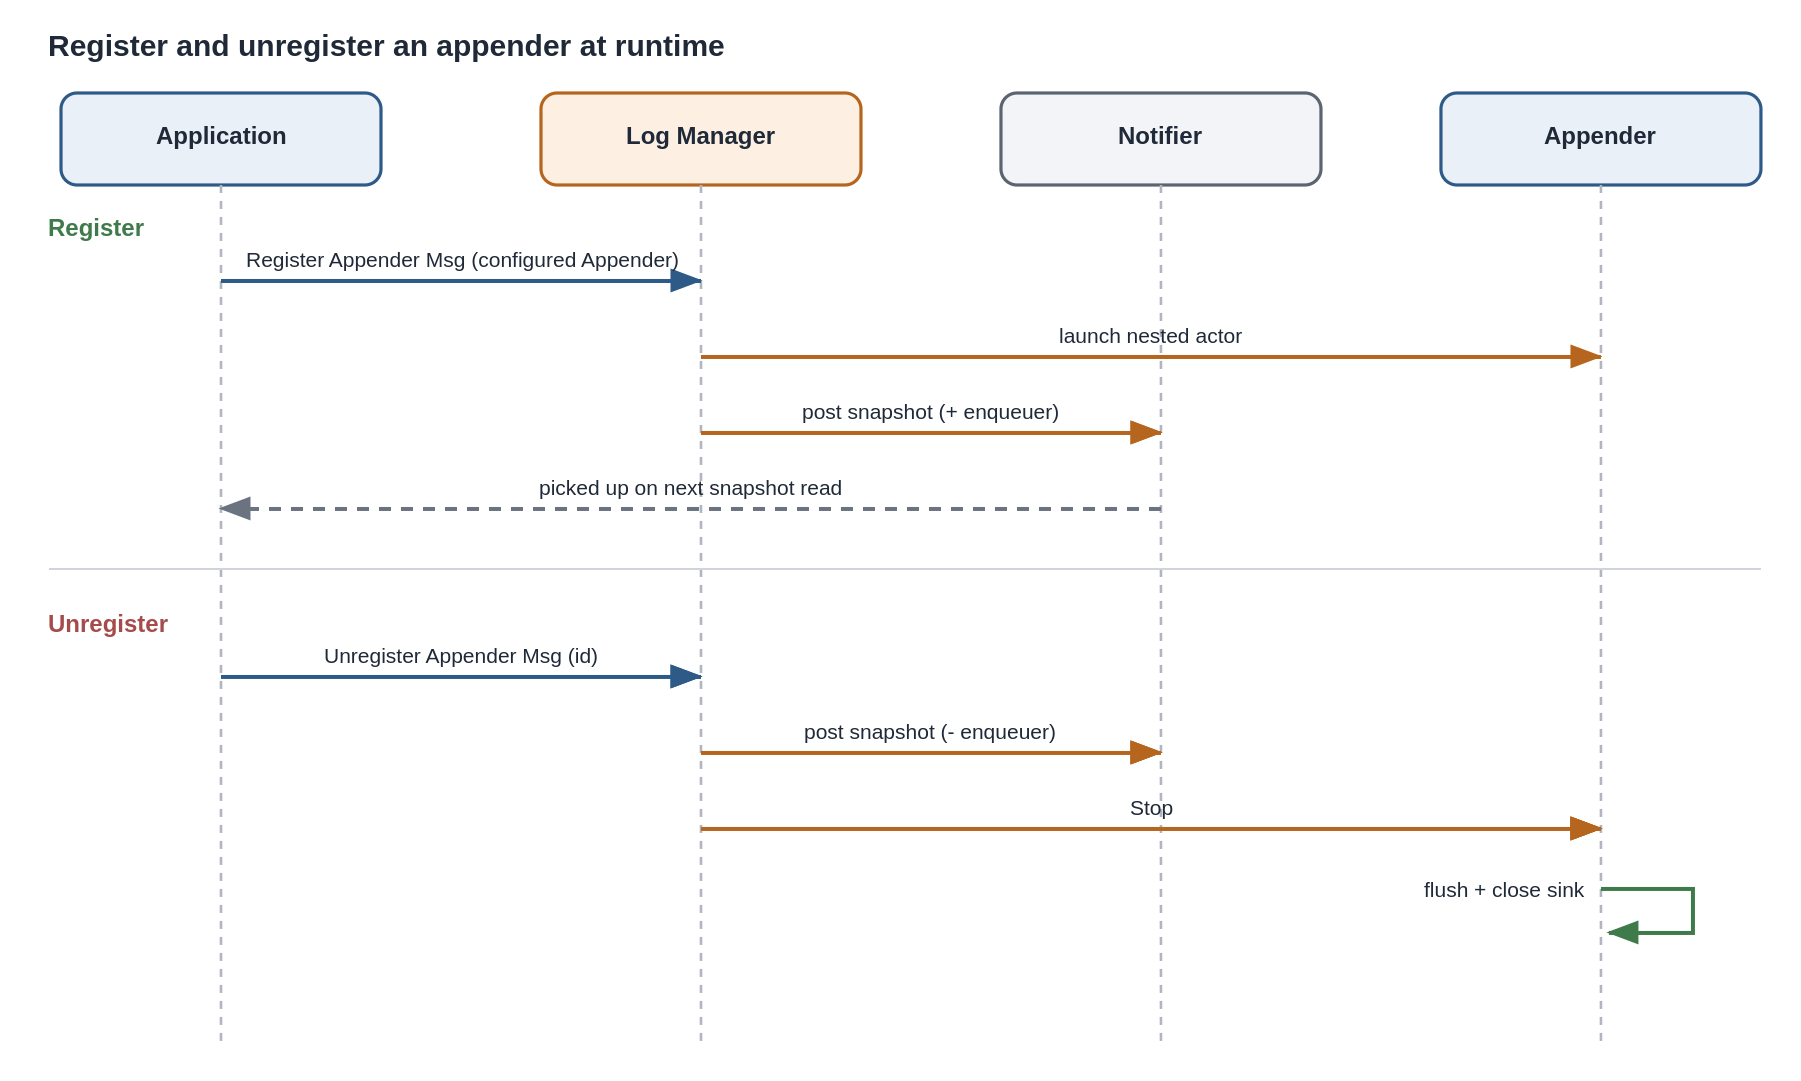 Register and unregister an appender at runtime
Application
Log Manager
Notifier
Appender
Register
Register Appender Msg (configured Appender)
launch nested actor
post snapshot (+ enqueuer)
picked up on next snapshot read
Unregister
Unregister Appender Msg (id)
post snapshot (- enqueuer)
Stop
flush + close sink